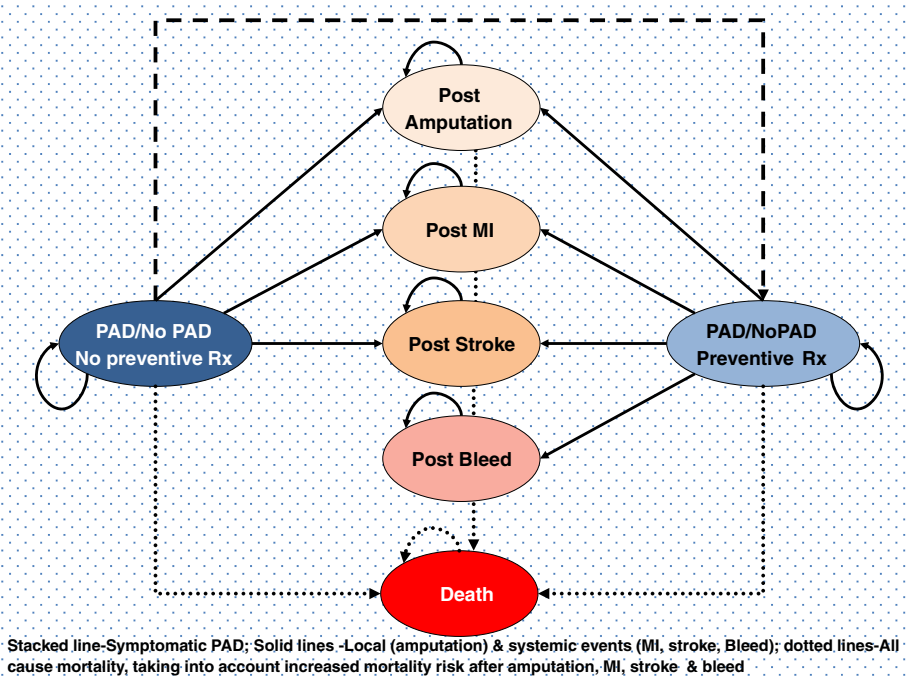 Post
Amputation
Post MI
PAD/No PAD
No preventive Rx
Post Stroke
PAD/NoPAD
Preventive Rx
Post Bleed
Death
Stacked line-Symptomatic PAD; Solid lines -Local (amputation) & systemic events (MI, stroke, Bleed); dotted lines-All
cause mortality, taking into account increased mortality risk after amputation, MI, stroke & bleed